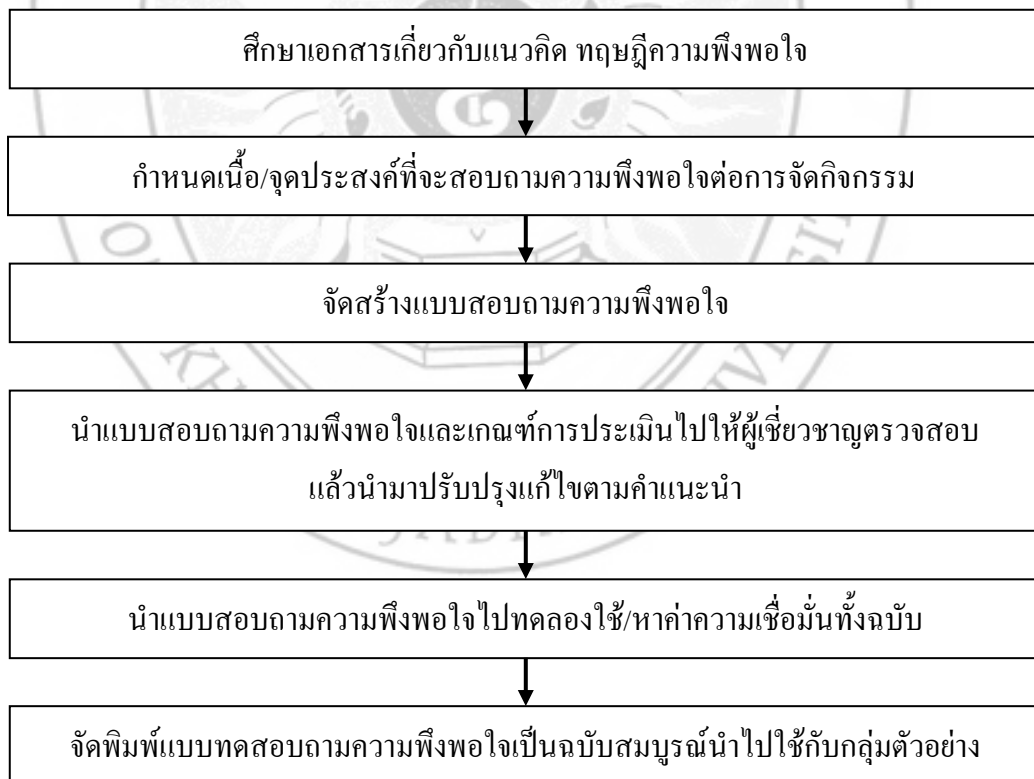 ศึกษาเอกสารเกี่ยวกับแนวคิด ทฤษฎีความพึงพอใจ
กำหนดเนื้อ/จุดประสงค์ที่จะสอบถามความพึงพอใจต่อการจัดกิจกรรม
จัดสร้างแบบสอบถามความพึงพอใจ
นำแบบสอบถามความพึงพอใจและเกณฑ์การประเมินไปให้ผู้เชี่ยวชาญตรวจสอบ
แล้วนำมาปรับปรุงแก้ไขตามคำแนะนำ
นำแบบสอบถามความพึงพอใจไปทดลองใช้/หาค่าความเชื่อมั่นทั้งฉบับ
จัดพิมพ์แบบทดสอบถามความพึงพอใจเป็นฉบับสมบูรณ์นำไปใช้กับกลุ่มตัวอย่าง